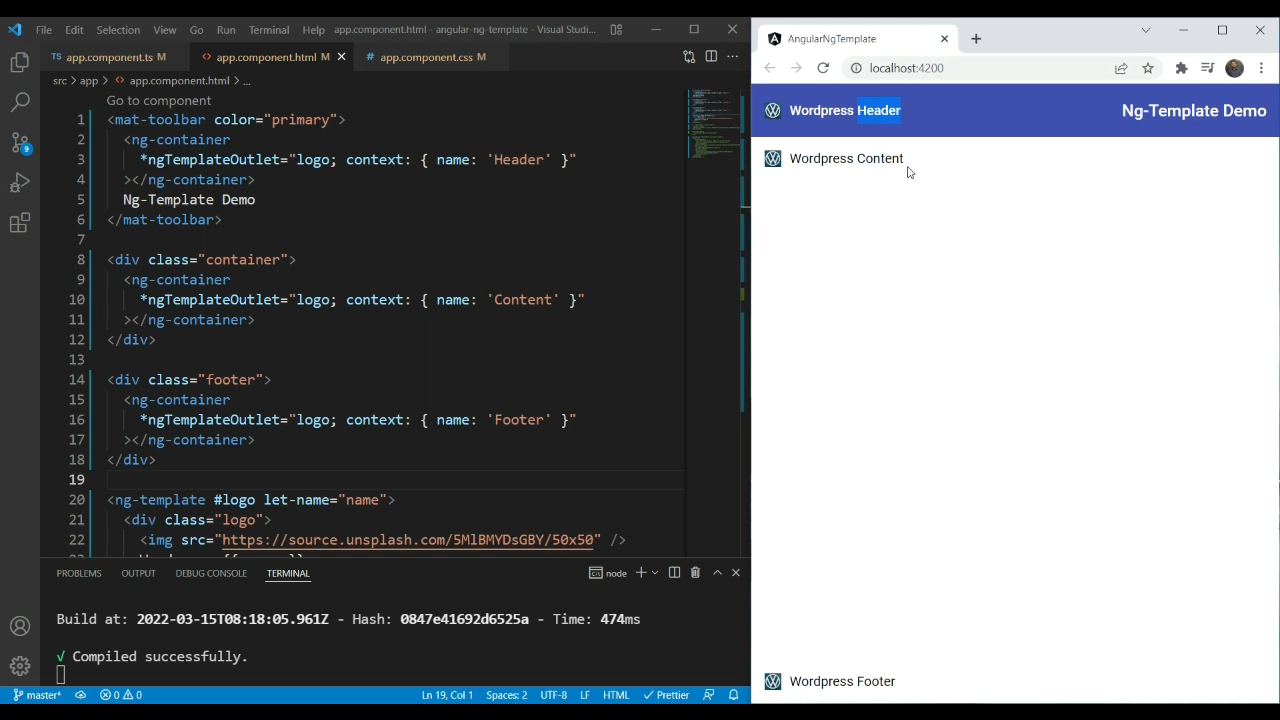 File Edit Selection View Go Run Terminal Help app.component.html - angular-ng-template - Visual Studi...
TS app.component.ts M <> app.component.html M # app.component.css M ...
src > app > <> app.component.html > ...
Go to component
1 <mat-toolbar color="primary">
2 <ng-container
3 *ngTemplateOutlet="logo; context: { name: 'Header' }"
4 ></ng-container>
5 Ng-Template Demo
6 </mat-toolbar>
7
8 <div class="container">
9 <ng-container
10 *ngTemplateOutlet="logo; context: { name: 'Content' }"
11 ></ng-container>
12 </div>
13
14 <div class="footer">
15 <ng-container
16 *ngTemplateOutlet="logo; context: { name: 'Footer' }"
17 ></ng-container>
18 </div>
19
20 <ng-template #logo let-name="name">
21 <div class="logo">
22 <img src="https://source.unsplash.com/5MlBMYDsGBY/50x50" />
PROBLEMS OUTPUT DEBUG CONSOLE TERMINAL node
Build at: 2022-03-15T08:18:05.961Z - Hash: 0847e41692d6525a - Time: 474ms
√ Compiled successfully.
master* 0 0 Ln 19, Col 1 Spaces: 2 UTF-8 LF HTML Prettier
AngularNgTemplate
localhost:4200
Wordpress Header Ng-Template Demo
Wordpress Content
Wordpress Footer